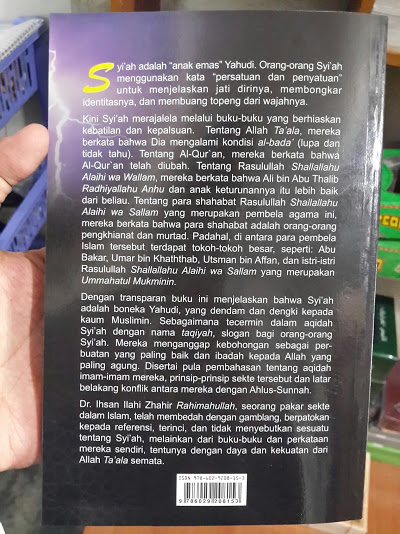 Syi'ah adalah "anak emas" Yahudi. Orang-orang Syi'ah
menggunakan kata "persatuan dan penyatuan"
untuk menjelaskan jati dirinya, membongkar
identitasnya, dan membuang topeng dari wajahnya.
Kini Syi'ah merajalela melalui buku-buku yang berhiaskan
kebatilan dan kepalsuan. Tentang Allah Ta'ala, mereka
berkata bahwa Dia mengalami kondisi al-bada' (lupa dan
tidak tahu). Tentang Al-Qur'an, mereka berkata bahwa
Al-Qur'an telah diubah. Tentang Rasulullah Shallallahu
Alaihi wa Wallam, mereka berkata bahwa Ali bin Abu Thalib
Radhiyallahu Anhu dan anak keturunannya itu lebih baik
dari beliau. Tentang para shahabat Rasulullah Shallallahu
Alaihi wa Sallam yang merupakan pembela agama ini,
mereka berkata bahwa para shahabat adalah orang-orang
pengkhianat dan murtad. Padahal, di antara para pembela
Islam tersebut terdapat tokoh-tokoh besar, seperti: Abu
Bakar, Umar bin Khaththab, Utsman bin Affan, dan istri-istri
Rasulullah Shallallahu Alaihi wa Sallam yang merupakan
Ummahatul Mukminin.
Dengan transparan buku ini menjelaskan bahwa Syi'ah
adalah boneka Yahudi, yang dendam dan dengki kepada
kaum Muslimin. Sebagaimana tecermin dalam aqidah
Syi'ah dengan nama taqiyah, slogan bagi orang-orang
Syi'ah. Mereka menganggap kebohongan sebagai per-
buatan yang paling baik dan ibadah kepada Allah yang
paling agung. Disertai pula pembahasan tentang aqidah
imam-imam mereka, prinsip-prinsip sekte tersebut dan latar
belakang konflik antara mereka dengan Ahlus-Sunnah.
Dr. Ihsan Ilahi Zhahir Rahimahullah, seorang pakar sekte
dalam Islam, telah membedah dengan gamblang, berpatokan
kepada referensi, terinci, dan tidak menyebutkan sesuatu
tentang Syi'ah, melainkan dari buku-buku dan perkataan
mereka sendiri, tentunya dengan daya dan kekuatan dari
Allah Ta'ala semata.
ISBN 978-602-9208-15-3
9786029208153